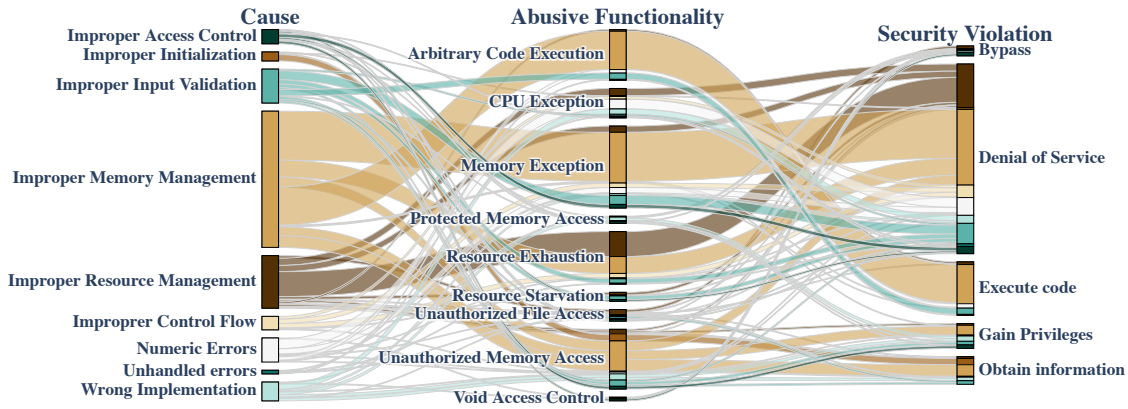 Cause
Improper Access Control
Improper Initialization
Improper Input Validation
Improper Memory Management
Improper Resource Management
Improprer Control Flow
Numeric Errors
Unhandled errors
Wrong Implementation
Abusive Functionality
Arbitrary Code Execution
CPU Exception
Memory Exception
Protected Memory Access
Resource Exhaustion
Resource Starvation
Unauthorized File Access
Unauthorized Memory Access
Void Access Control
Security Violation
Bypass
Denial of Service
Execute code
Gain Privileges
Obtain information